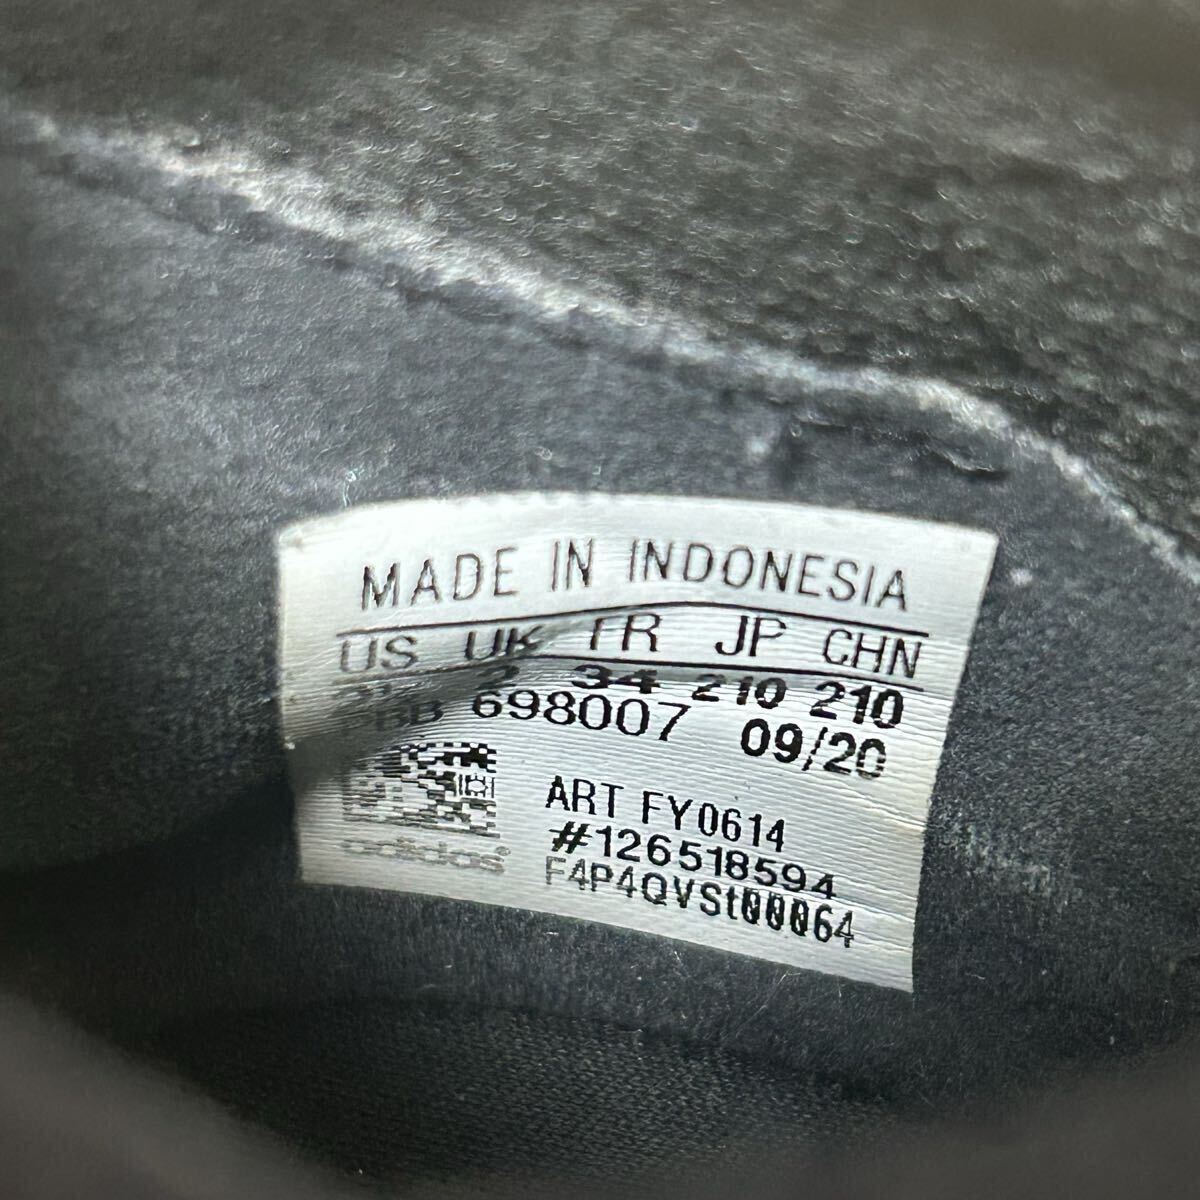 MADE IN INDONESIA
US UK FR JP CHN
2 34 210 210
698007 09/20
ART FY0614
#126518594
F4P4QVSt00064
adidas